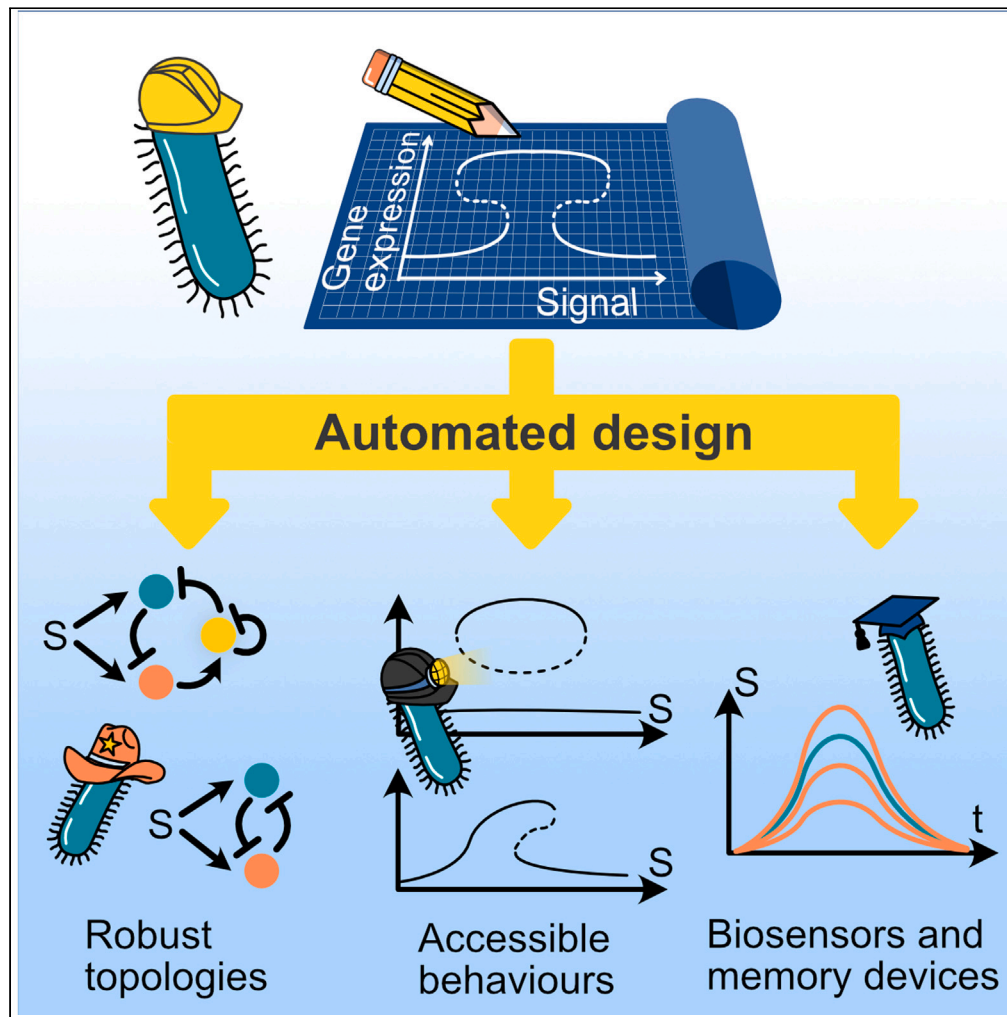 Gene
expression
Signal
Automated design
S
S
S
S
S
t
Robust
topologies
Accessible
behaviours
Biosensors and
memory devices